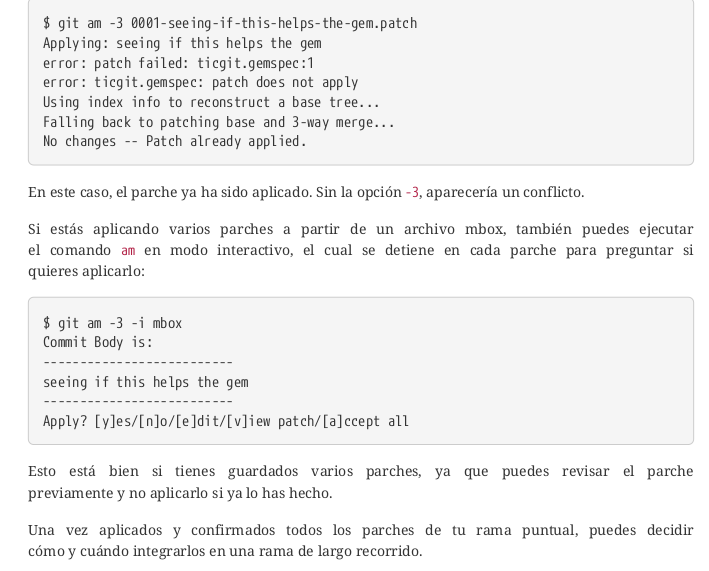 $ git am -3 0001-seeing-if-this-helps-the-gem.patch
Applying: seeing if this helps the gem
error: patch failed: ticgit.gemspec:1
error: ticgit.gemspec: patch does not apply
Using index info to reconstruct a base tree...
Falling back to patching base and 3-way merge...
No changes -- Patch already applied.
En este caso, el parche ya ha sido aplicado. Sin la opción -3, aparecería un conflicto.
Si estás aplicando varios parches a partir de un archivo mbox, también puedes ejecutar
el comando am en modo interactivo, el cual se detiene en cada parche para preguntar si
quieres aplicarlo:
$ git am -3 -i mbox
Commit Body is:
--------------------------
seeing if this helps the gem
--------------------------
Apply? [y]es/[n]o/[e]dit/[v]iew patch/[a]ccept all
Esto está bien si tienes guardados varios parches, ya que puedes revisar el parche
previamente y no aplicarlo si ya lo has hecho.
Una vez aplicados y confirmados todos los parches de tu rama puntual, puedes decidir
cómo y cuándo integrarlos en una rama de largo recorrido.